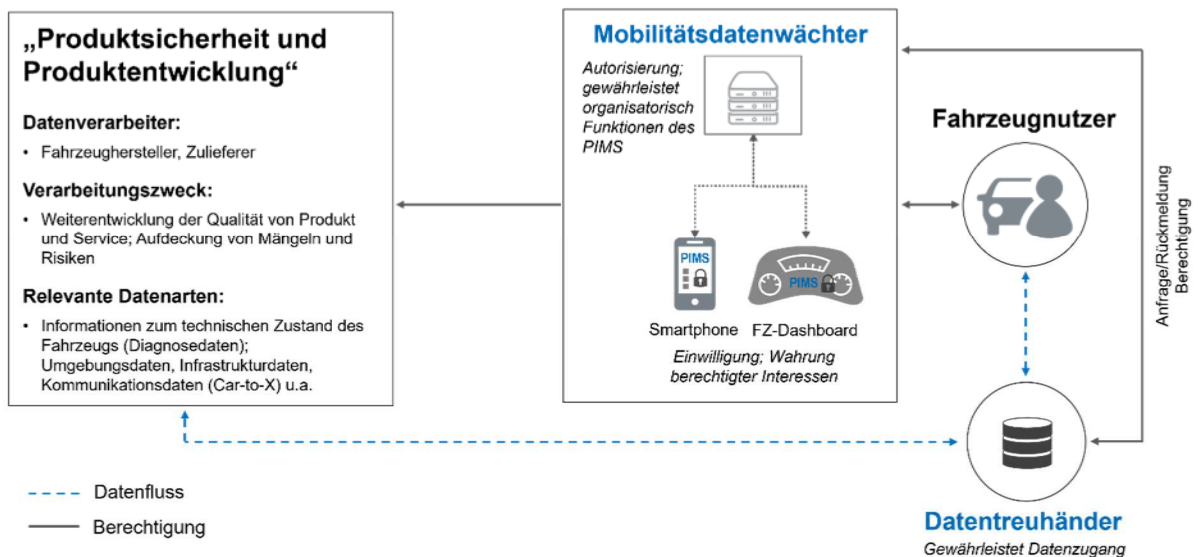 „Produktsicherheit und
Produktentwicklung“
Datenverarbeiter:
• Fahrzeughersteller, Zulieferer
Verarbeitungszweck:
• Weiterentwicklung der Qualität von Produkt
und Service; Aufdeckung von Mängeln und
Risiken
Relevante Datenarten:
• Informationen zum technischen Zustand des
Fahrzeugs (Diagnosedaten);
Umgebungsdaten, Infrastrukturdaten,
Kommunikationsdaten (Car-to-X) u.a.
Mobilitätsdatenwächter
Autorisierung;
gewährleistet
organisatorisch
Funktionen des
PIMS
PIMS
PIMS
Smartphone
FZ-Dashboard
Einwilligung; Wahrung
berechtigter Interessen
Fahrzeugnutzer
Anfrage/Rückmeldung
Berechtigung
Datentreuhänder
Gewährleistet Datenzugang
Datenfluss
Berechtigung